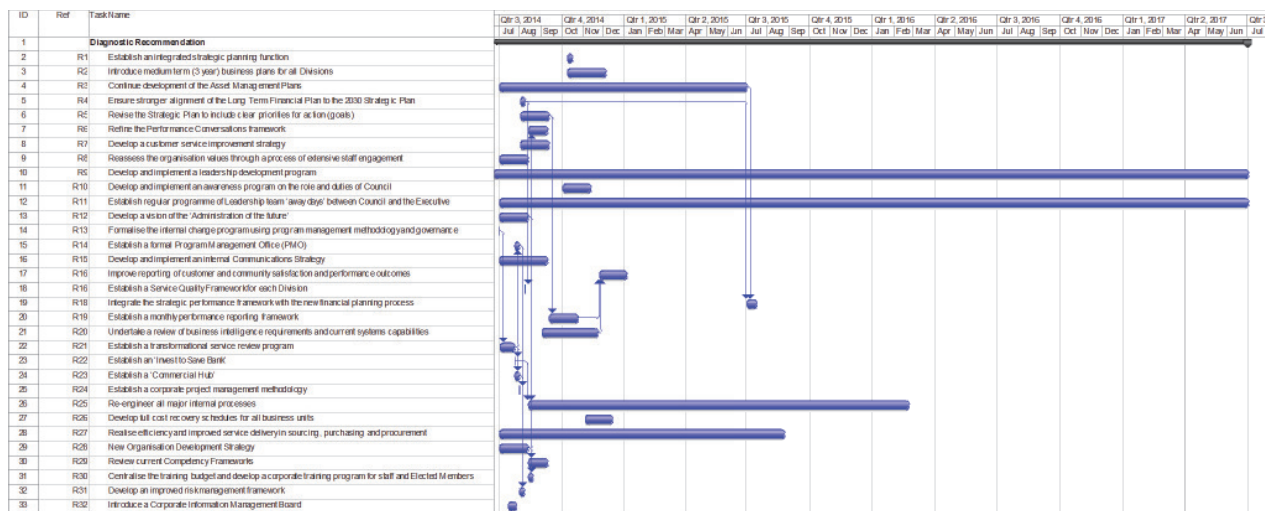 ID Ref TaskName Qtr 3, 2014 Qtr 4, 2014 Qtr 1, 2015 Qtr 2, 2015 Qtr 3, 2015 Qtr 4, 2015 Qtr 1, 2016 Qtr 2, 2016 Qtr 3, 2016 Qtr 4, 2016 Qtr 1, 2017 Qtr 2, 2017 Qtr 3
Jul Aug Sep Oct Nov Dec Jan Feb Mar Apr May Jun Jul Aug Sep Oct Nov Dec Jan Feb Mar Apr May Jun Jul Aug Sep Oct Nov Dec Jan Feb Mar Apr May Jun Jul
1 Diagnostic Recommendation
2 R1 Establish an integrated strategic planning function
3 R2 Introduce medium term (3 year) business plans for all Divisions
4 R3 Continue development of the Asset Management Plans
5 R4 Ensure stronger alignment of the Long Term Financial Plan to the 2030 Strategic Plan
6 R5 Revise the Strategic Plan to include clear priorities for action (goals)
7 R6 Refine the Performance Conversations framework
8 R7 Develop a customer service improvement strategy
9 R8 Reassess the organisation values through a process of extensive staff engagement
10 R9 Develop and implement a leadership development program
11 R10 Develop and implement an awareness program on the role and duties of Council
12 R11 Establish regular programme of Leadership team 'away days' between Council and the Executive
13 R12 Develop a vision of the 'Administration of the future'
14 R13 Formalise the internal change program using program management methodology and governance
15 R14 Establish a formal Program Management Office (PMO)
16 R15 Develop and implement an internal Communications Strategy
17 R16 Improve reporting of customer and community satisfaction and performance outcomes
18 R16 Establish a Service Quality Framework for each Division
19 R18 Integrate the strategic performance framework with the new financial planning process
20 R19 Establish a monthly performance reporting framework
21 R20 Undertake a review of business intelligence requirements and current systems capabilities
22 R21 Establish a transformational service review program
23 R22 Establish an 'Invest to Save Bank'
24 R23 Establish a 'Commercial Hub'
25 R24 Establish a corporate project management methodology
26 R25 Re-engineer all major internal processes
27 R26 Develop full cost recovery schedules for all business units
28 R27 Realise efficiency and improved service delivery in sourcing, purchasing and procurement
29 R28 New Organisation Development Strategy
30 R29 Review current Competency Frameworks
31 R30 Centralise the training budget and develop a corporate training program for staff and Elected Members
32 R31 Develop an improved risk management framework
33 R32 Introduce a Corporate Information Management Board